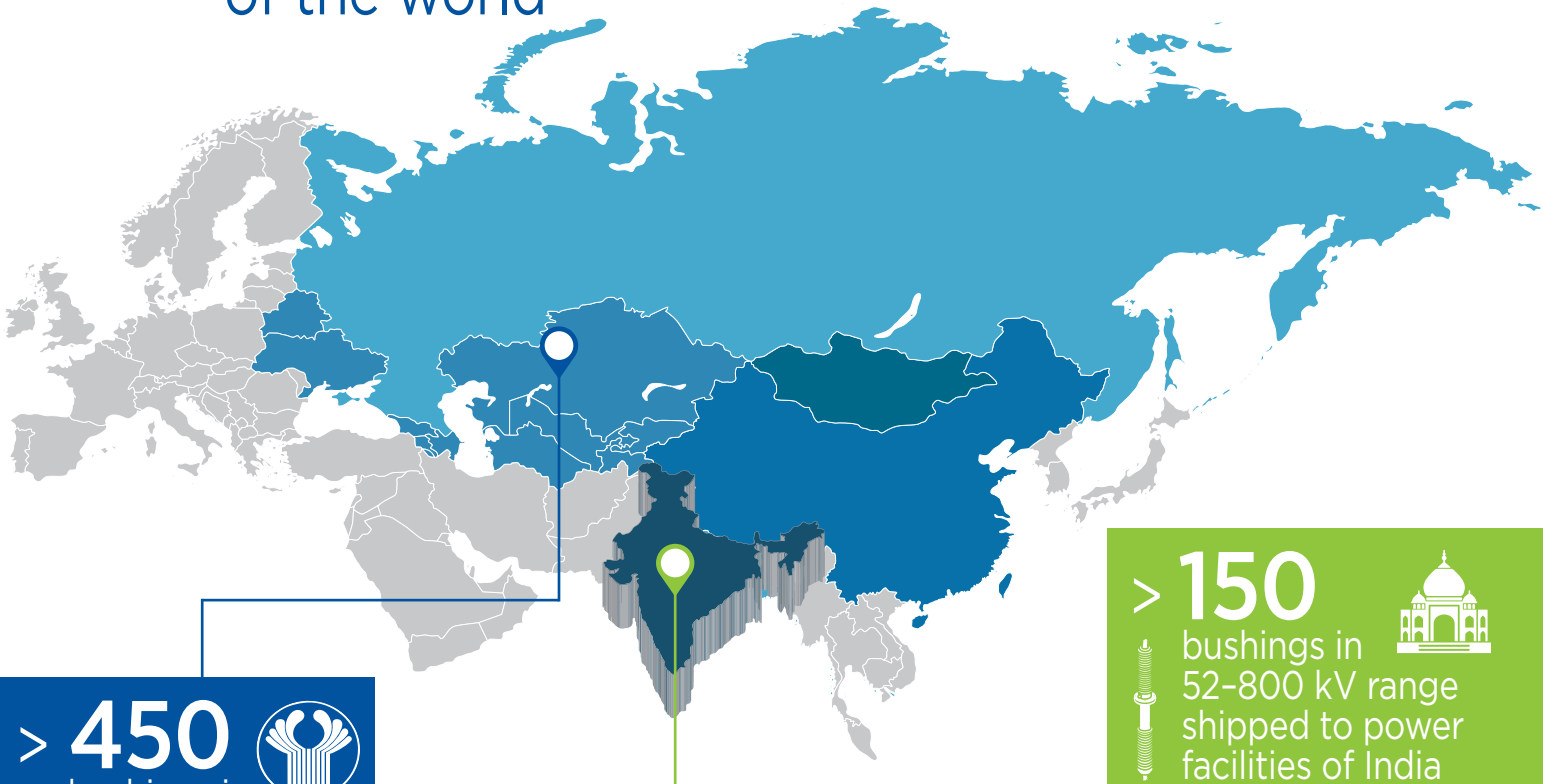 of the world
> 150
bushings in
52–800 kV range
shipped to power
facilities of India
> 450